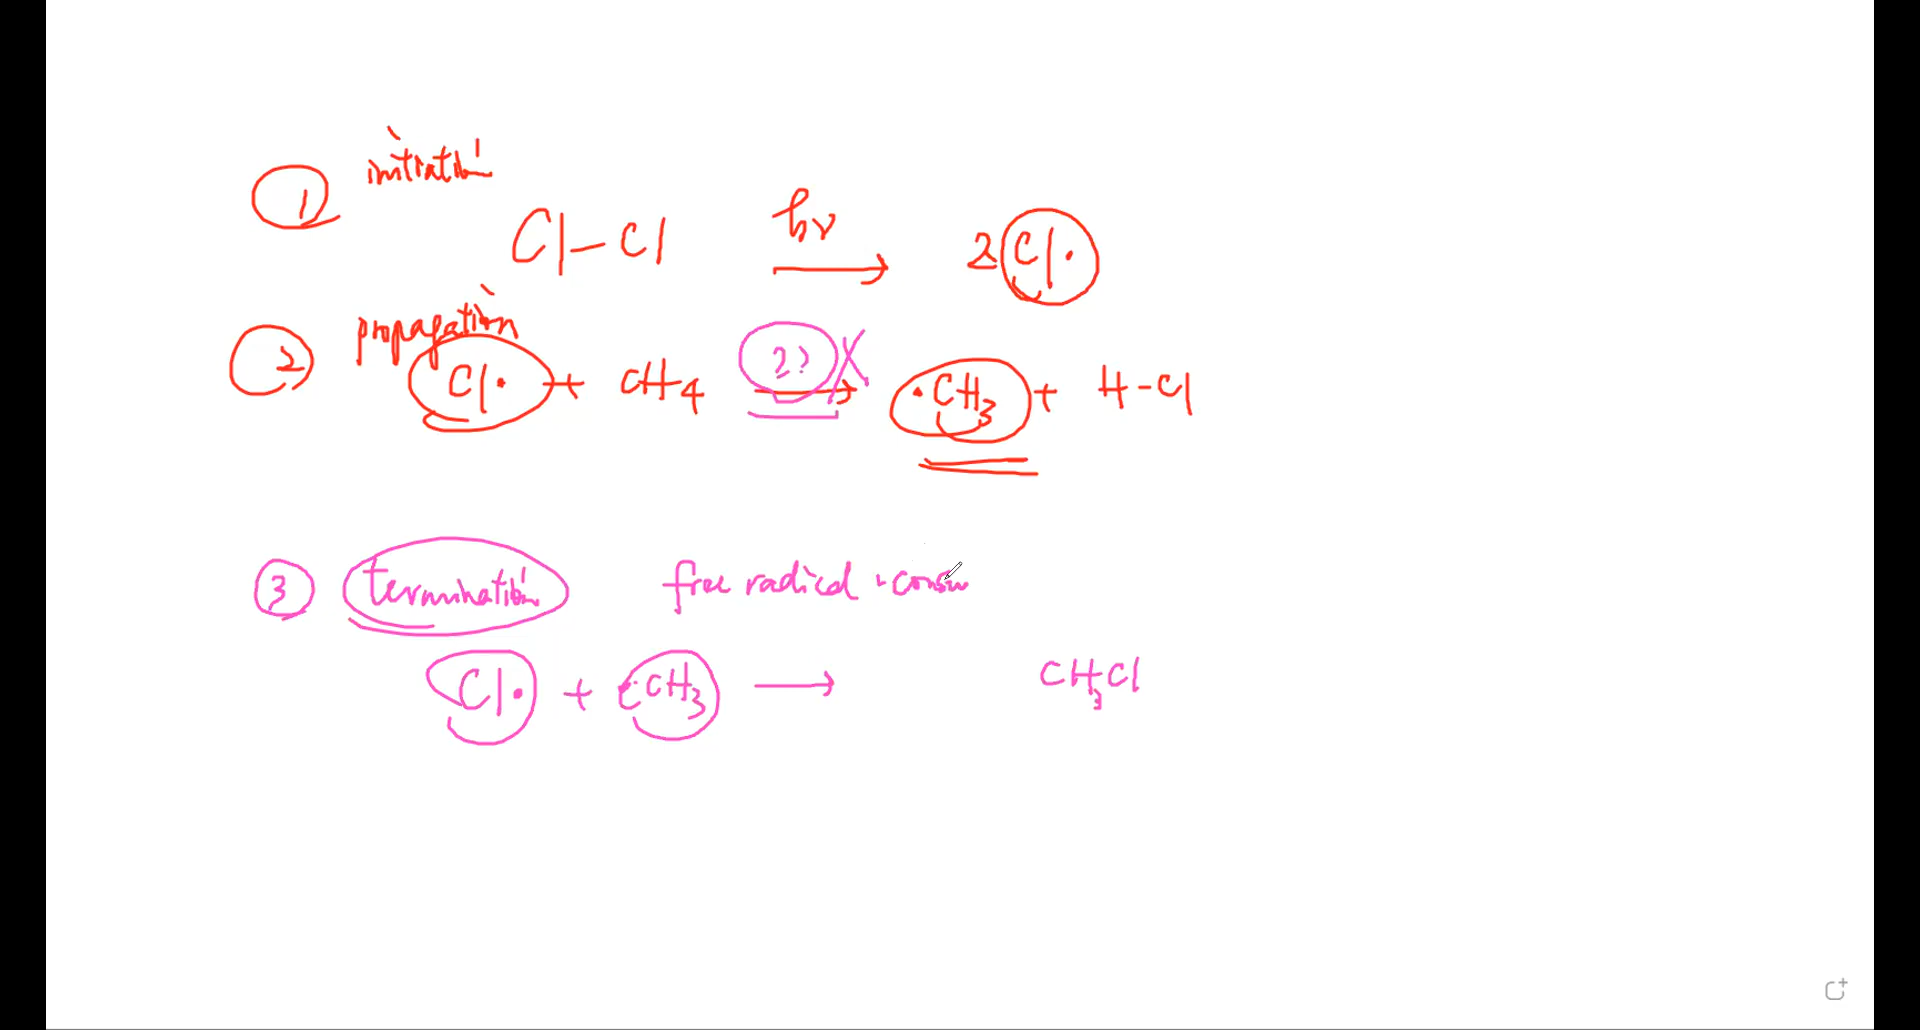 ① initiation
Cl–Cl hν → 2Cl·
② propagation
Cl· + CH4 ?? → ·CH3 + H–Cl
③ termination free radical consu
Cl· + ·CH3 → CH3Cl